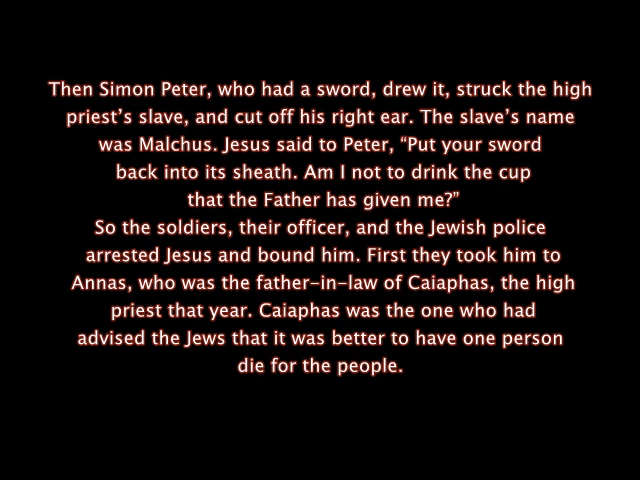 Then Simon Peter, who had a sword, drew it, struck the high
priest’s slave, and cut off his right ear. The slave’s name
was Malchus. Jesus said to Peter, “Put your sword
back into its sheath. Am I not to drink the cup
that the Father has given me?”
So the soldiers, their officer, and the Jewish police
arrested Jesus and bound him. First they took him to
Annas, who was the father-in-law of Caiaphas, the high
priest that year. Caiaphas was the one who had
advised the Jews that it was better to have one person
die for the people.